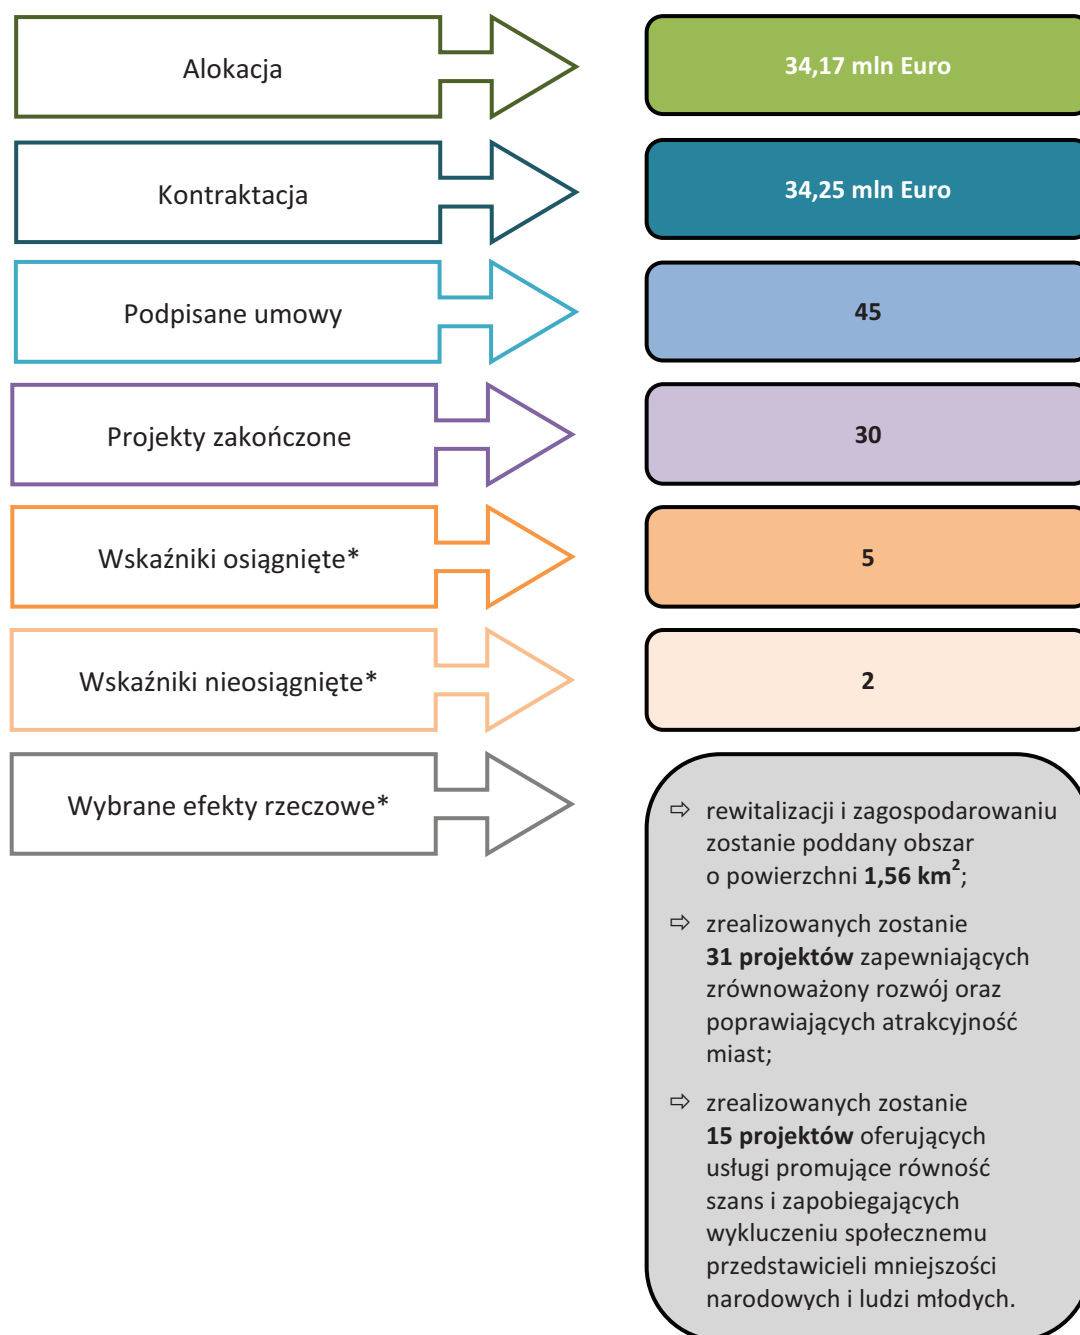 Alokacja
34,17 mln Euro
Kontraktacja
34,25 mln Euro
Podpisane umowy
45
Projekty zakończone
30
Wskaźniki osiągnięte*
5
Wskaźniki nieosiągnięte*
2
Wybrane efekty rzeczowe*
⇨ rewitalizacji i zagospodarowaniu
zostanie poddany obszar
o powierzchni 1,56 km²;
⇨ zrealizowanych zostanie
31 projektów zapewniających
zrównoważony rozwój oraz
poprawiających atrakcyjność
miast;
⇨ zrealizowanych zostanie
15 projektów oferujących
usługi promujące równość
szans i zapobiegających
wykluczeniu społecznemu
przedstawicieli mniejszości
narodowych i ludzi młodych.